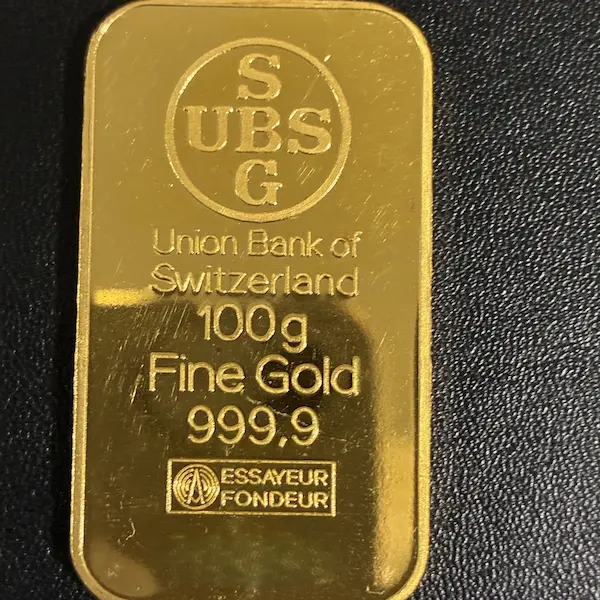 S
UBS
G
Union Bank of
Switzerland
100g
Fine Gold
999,9
ESSAYEUR
FONDEUR